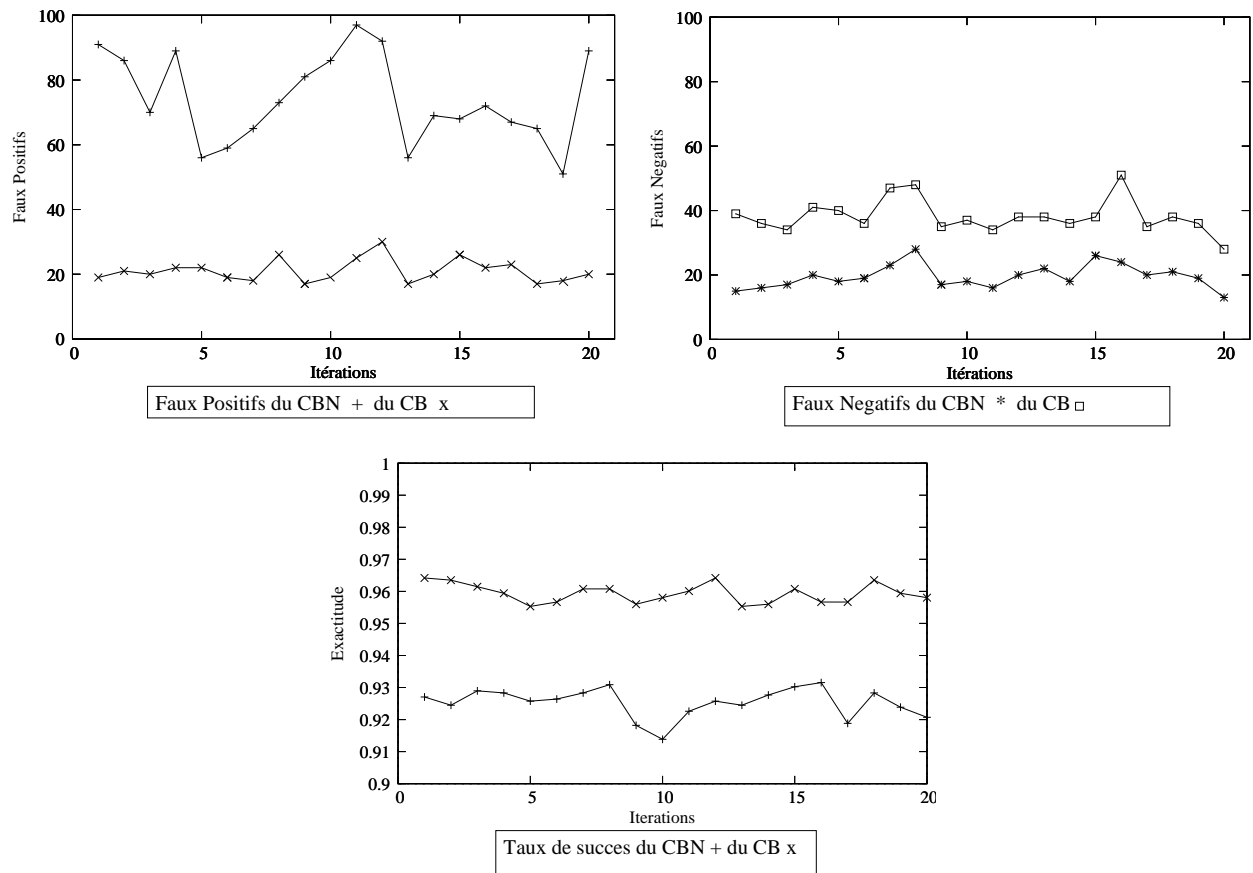 100
80
60
40
20
0
Faux Positifs
0 5 10 15 20
Itérations
Faux Positifs du CBN + du CB x
100
80
60
40
20
0
Faux Negatifs
0 5 10 15 20
Itérations
Faux Negatifs du CBN * du CB □
1
0.99
0.98
0.97
0.96
0.95
0.94
0.93
0.92
0.91
0.9
Exactitude
0 5 10 15 20
Iterations
Taux de succes du CBN + du CB x